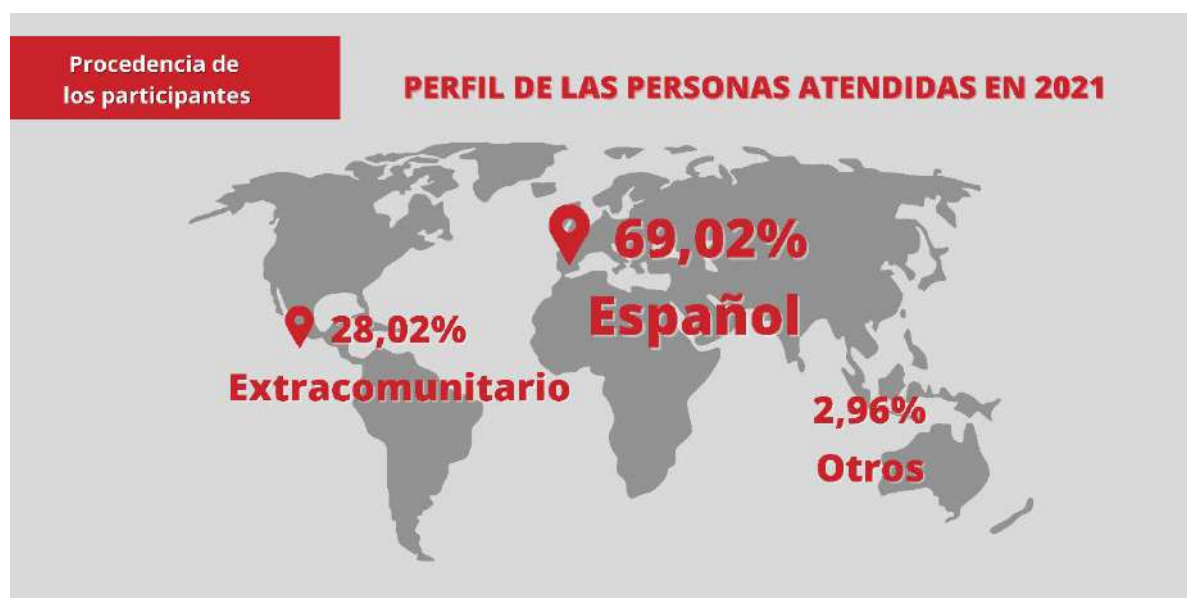 Procedencia de
los participantes
PERFIL DE LAS PERSONAS ATENDIDAS EN 2021
69,02%
Español
28,02%
Extracomunitario
2,96%
Otros